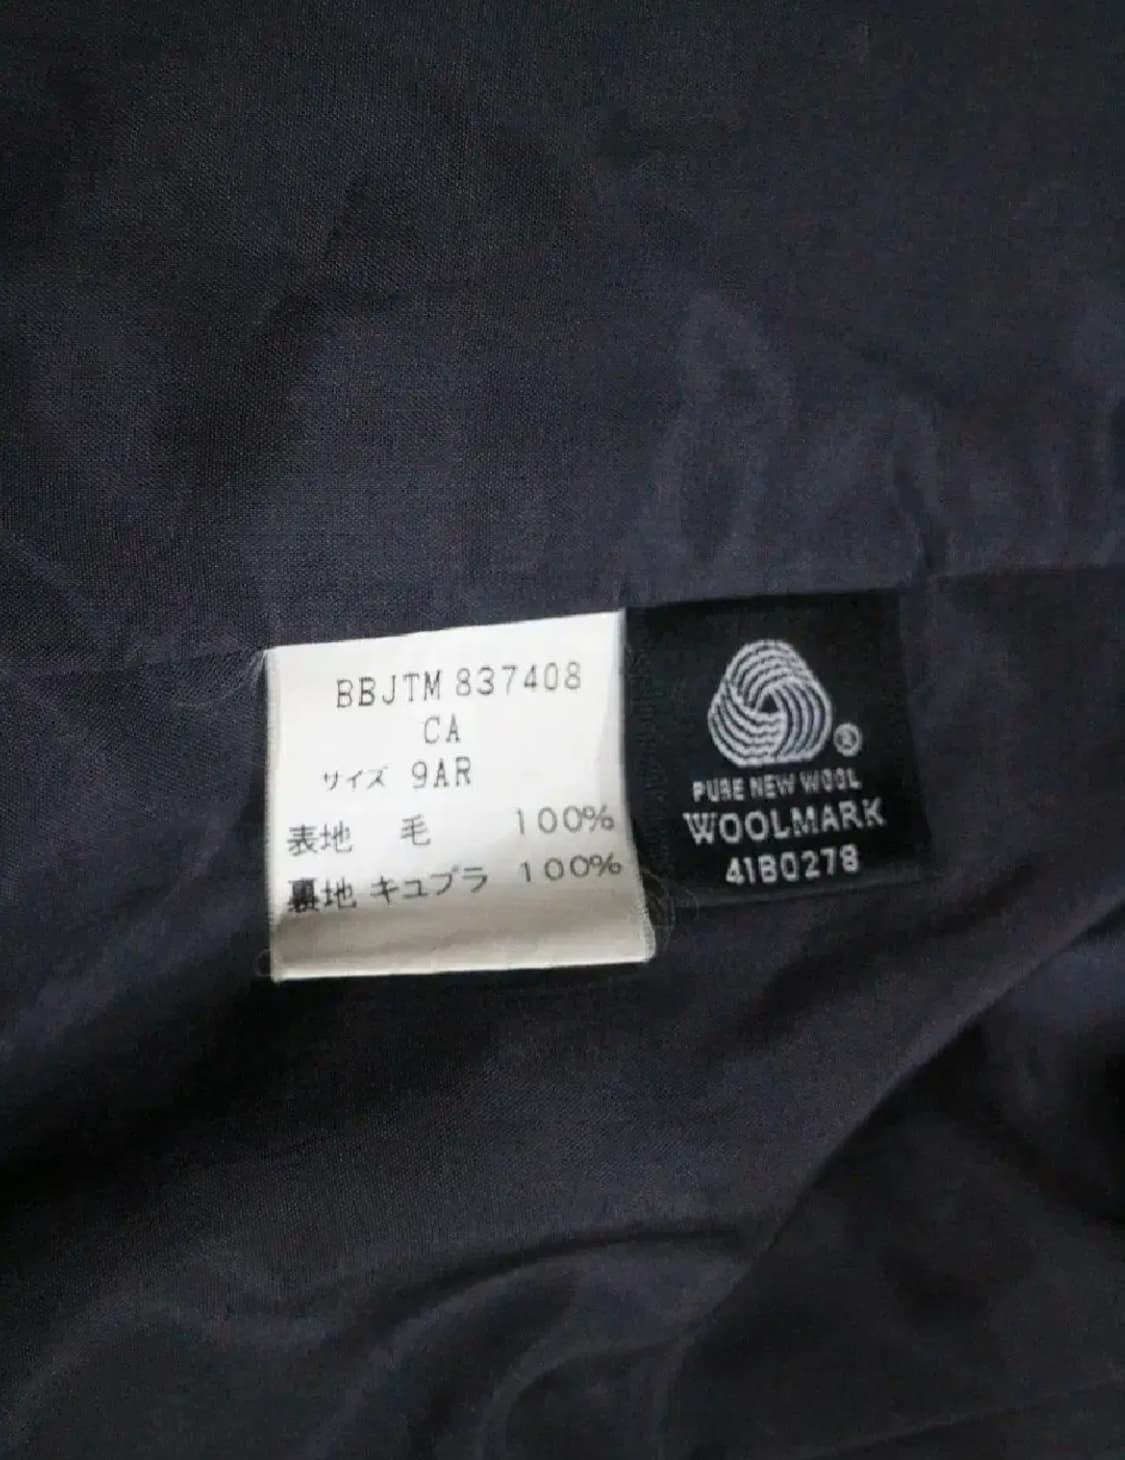 BBJTM 837408
CA
サイズ 9AR
表地 毛 100%
裏地 キュプラ 100%
®
PURE NEW WOOL
WOOLMARK
41B0278